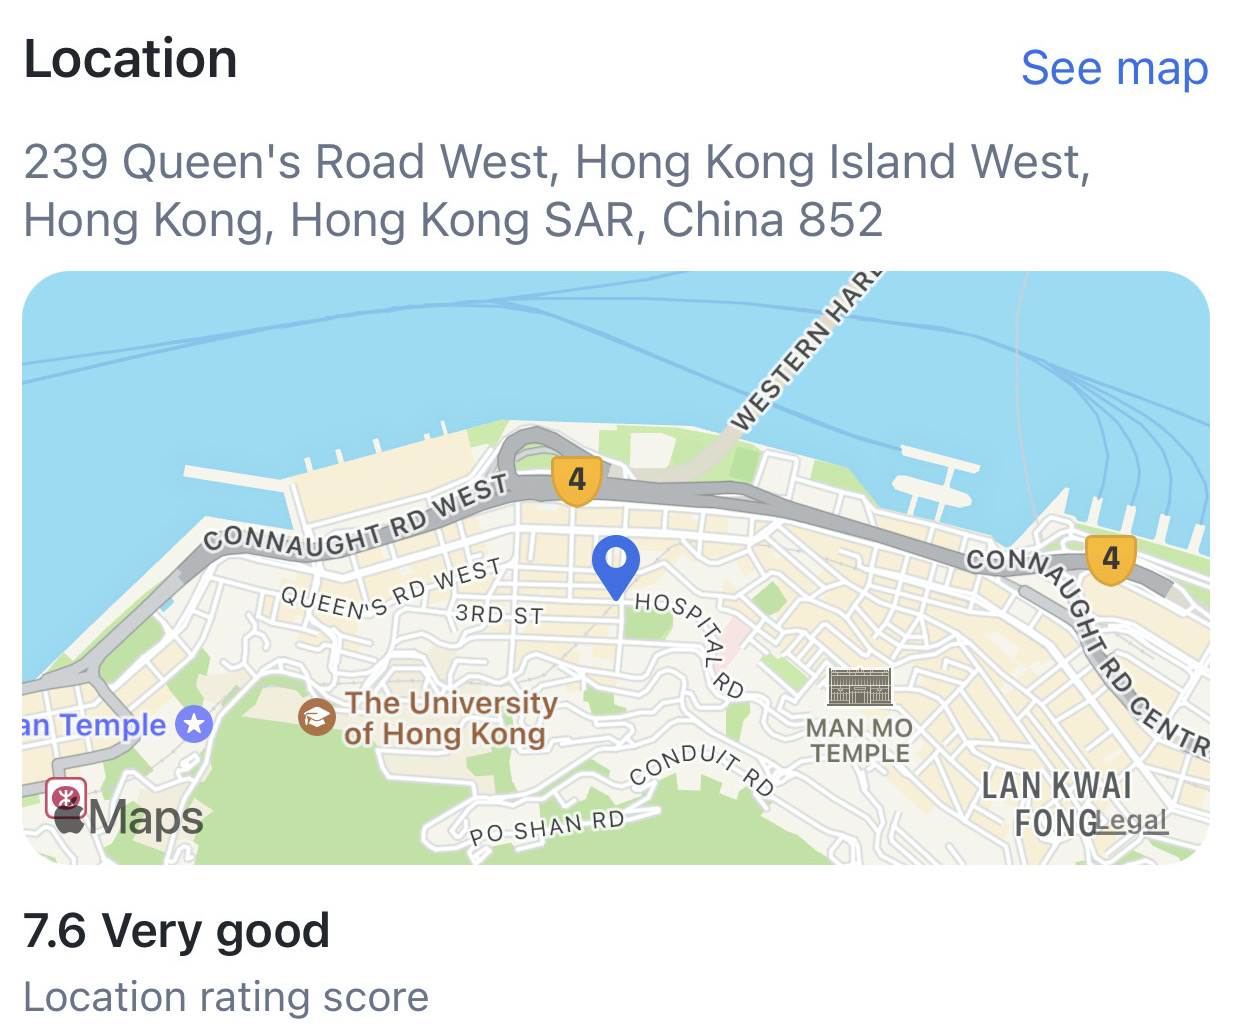 Location
See map
239 Queen's Road West, Hong Kong Island West,
Hong Kong, Hong Kong SAR, China 852
WESTERN HARB
4
CONNAUGHT RD WEST
4
CONNAUGHT RD CENTR
QUEEN'S RD WEST
3RD ST
HOSPITAL RD
The University
of Hong Kong
an Temple
MAN MO
TEMPLE
CONDUIT RD
PO SHAN RD
LAN KWAI
FONG
Maps
Legal
7.6 Very good
Location rating score